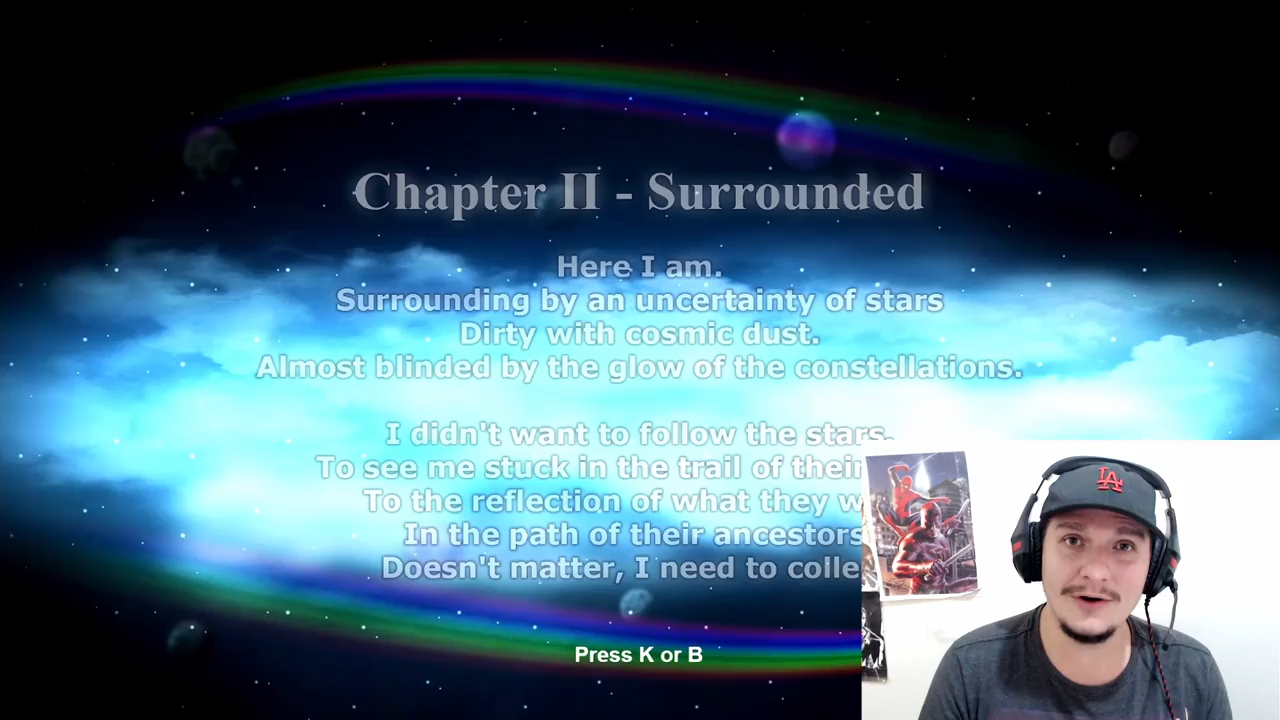 Chapter II - Surrounded
Here I am.
Surrounding by an uncertainty of stars
Dirty with cosmic dust.
Almost blinded by the glow of the constellations.
I didn't want to follow the stars.
To see me stuck in the trail of their
To the reflection of what they
In the path of their ancestors
Doesn't matter, I need to
Press K or B
LA